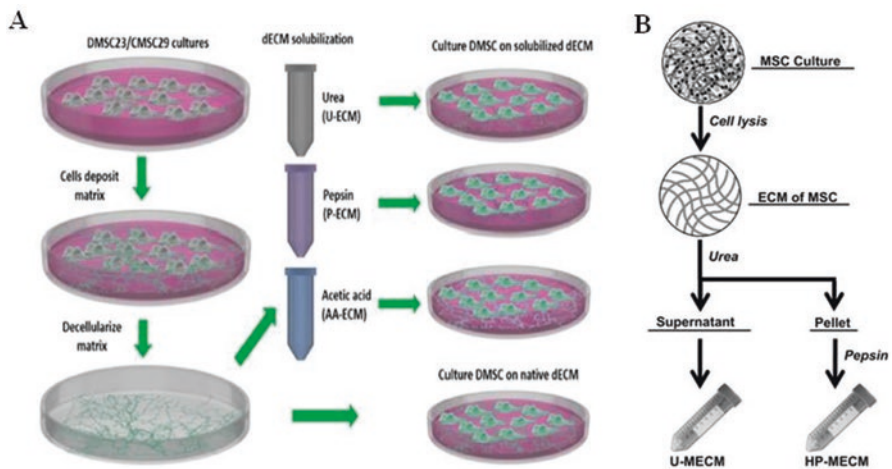 A
DMSC23/CMSC29 cultures
Cells deposit
matrix
Decellularize
matrix
dECM solubilization
Urea
(U-ECM)
Pepsin
(P-ECM)
Acetic acid
(AA-ECM)
Culture DMSC on solubilized dECM
Culture DMSC on native dECM
B
MSC Culture
Cell lysis
ECM of MSC
Urea
Supernatant
Pellet
Pepsin
U-MECM
HP-MECM